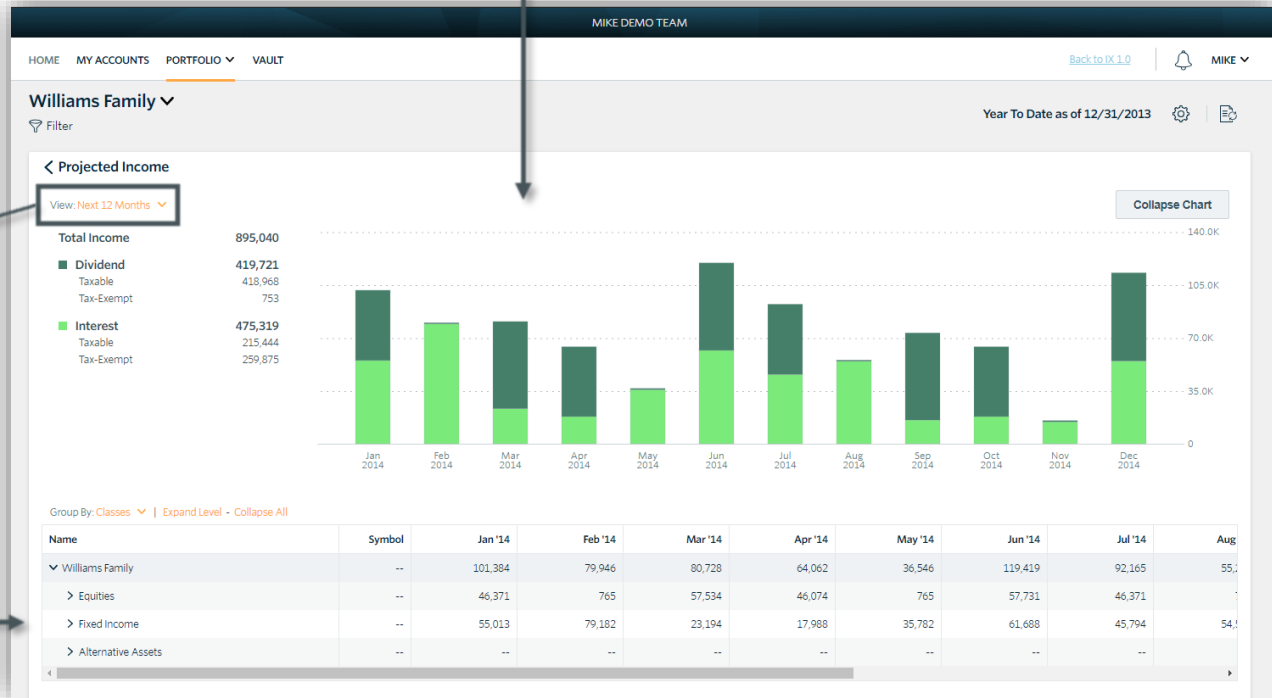 MIKE DEMO TEAM
HOME MY ACCOUNTS PORTFOLIO VAULT Back to IX 1.0 MIKE
Williams Family
Filter
Year To Date as of 12/31/2013
Projected Income
View: Next 12 Months
Collapse Chart
Total Income 895,040
Dividend 419,721
Taxable 418,968
Tax-Exempt 753
Interest 475,319
Taxable 215,444
Tax-Exempt 259,875
140.0K
105.0K
70.0K
35.0K
0
Jan Feb Mar Apr May Jun Jul Aug Sep Oct Nov Dec
2014 2014 2014 2014 2014 2014 2014 2014 2014 2014 2014 2014
Group By: Classes | Expand Level - Collapse All
Name Symbol Jan '14 Feb '14 Mar '14 Apr '14 May '14 Jun '14 Jul '14 Aug
Williams Family -- 101,384 79,946 80,728 64,062 36,546 119,419 92,165
Equities -- 46,371 765 57,534 46,074 765 57,731 46,371
Fixed Income -- 55,013 79,182 23,194 17,988 35,782 61,688 45,794
Alternative Assets -- -- -- -- -- -- -- --